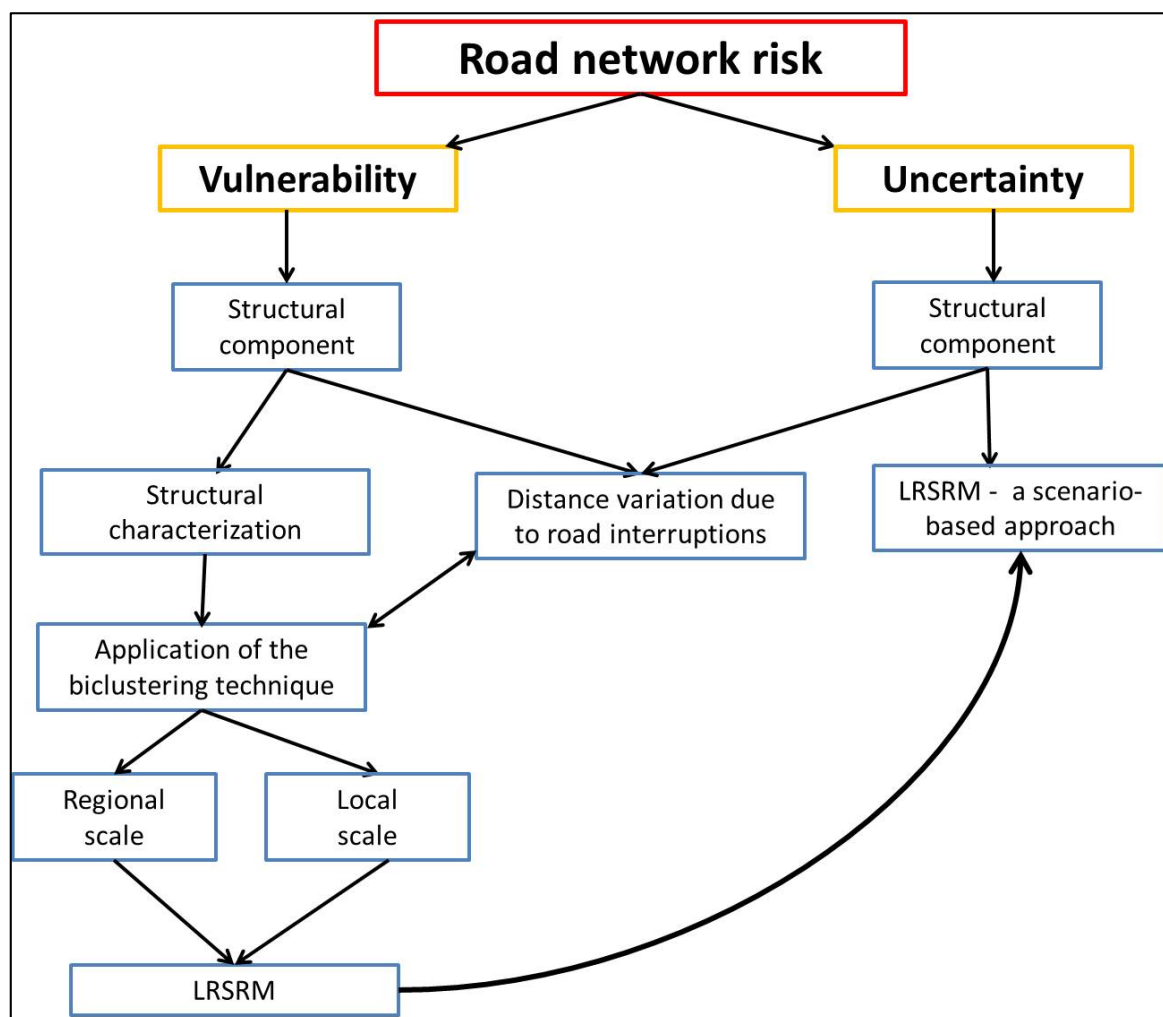 Road network risk
Vulnerability
Uncertainty
Structural
component
Structural
component
Structural
characterization
Distance variation due
to road interruptions
LRSRM - a scenario-
based approach
Application of the
biclustering technique
Regional
scale
Local
scale
LRSRM